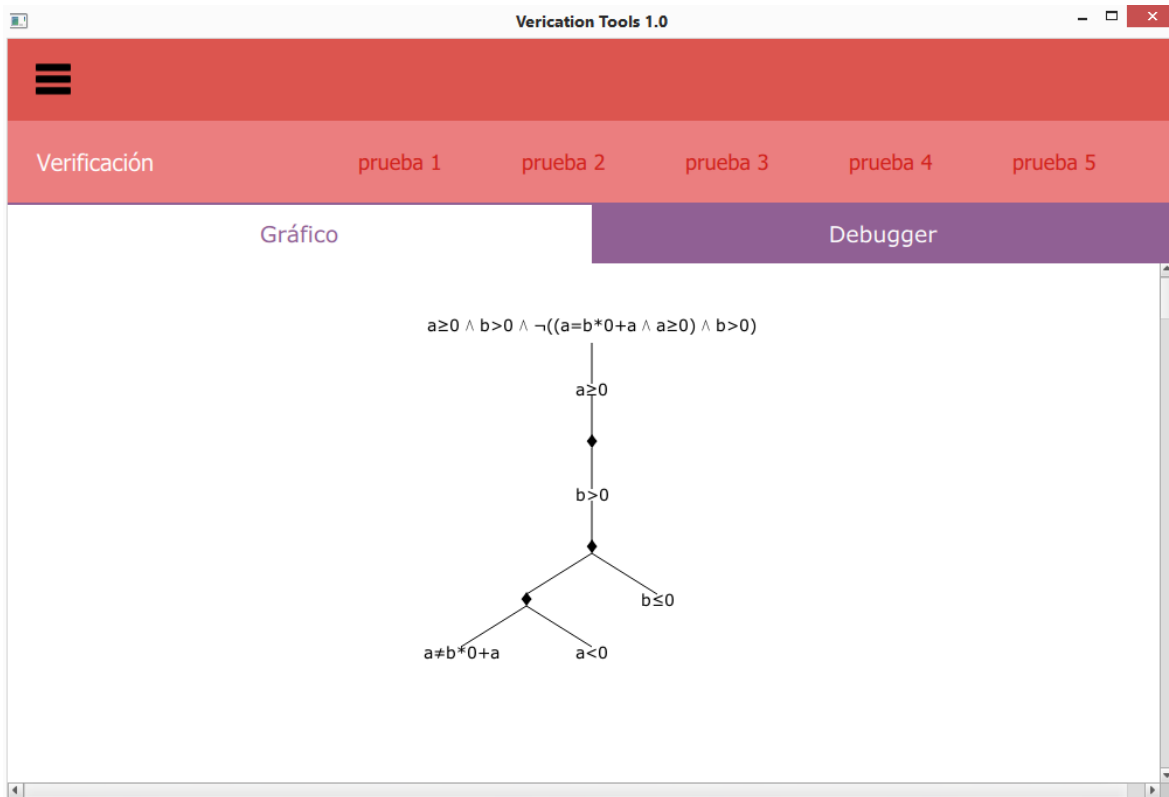 Verication Tools 1.0
Verificación prueba 1 prueba 2 prueba 3 prueba 4 prueba 5
Gráfico Debugger
a≥0 ∧ b>0 ∧ ¬((a=b*0+a ∧ a≥0) ∧ b>0)
a≥0
b>0
b≤0
a≠b*0+a a<0